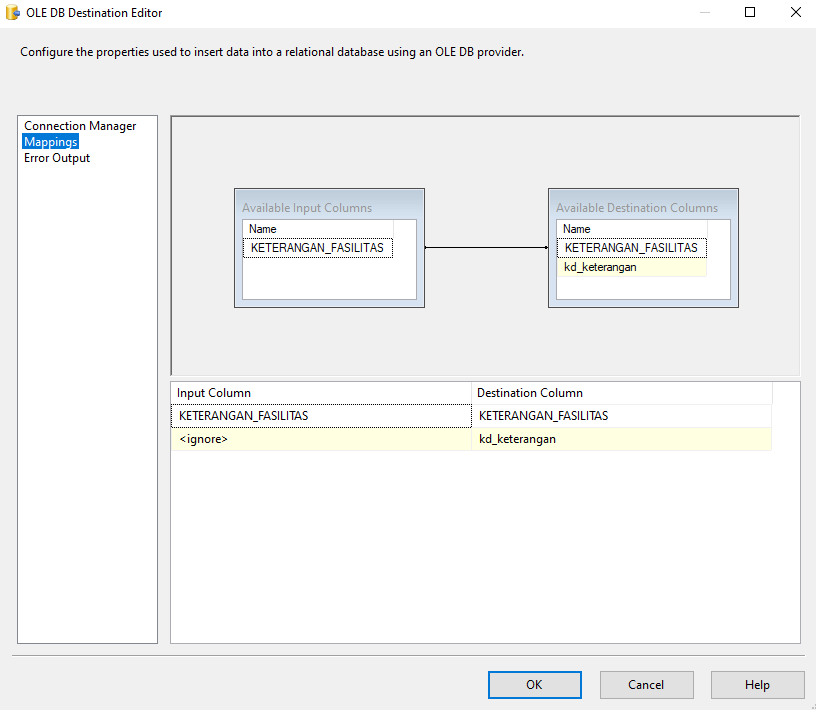 OLE DB Destination Editor
Configure the properties used to insert data into a relational database using an OLE DB provider.
Connection Manager
Mappings
Error Output
Available Input Columns
Name
KETERANGAN_FASILITAS
Available Destination Columns
Name
KETERANGAN_FASILITAS
kd_keterangan
Input Column Destination Column
KETERANGAN_FASILITAS KETERANGAN_FASILITAS
<ignore> kd_keterangan
OK Cancel Help